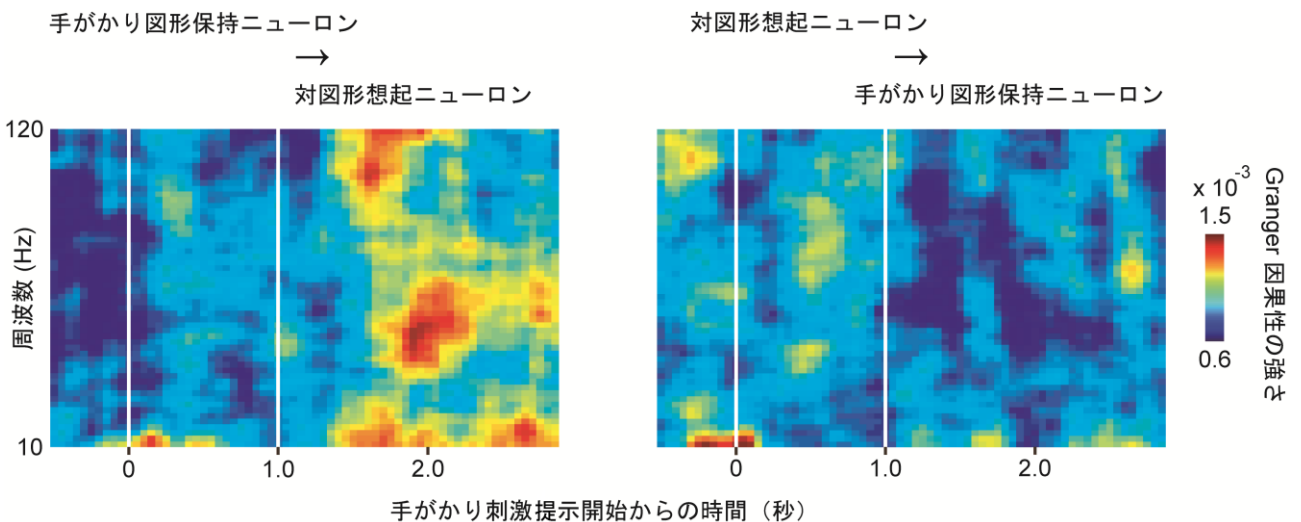 手がかり図形保持ニューロン
→
対図形想起ニューロン
対図形想起ニューロン
→
手がかり図形保持ニューロン
120
周波数 (Hz)
10
0
1.0
2.0
0
1.0
2.0
手がかり刺激提示開始からの時間（秒）
x 10-3
1.5
0.6
Granger 因果性の強さ